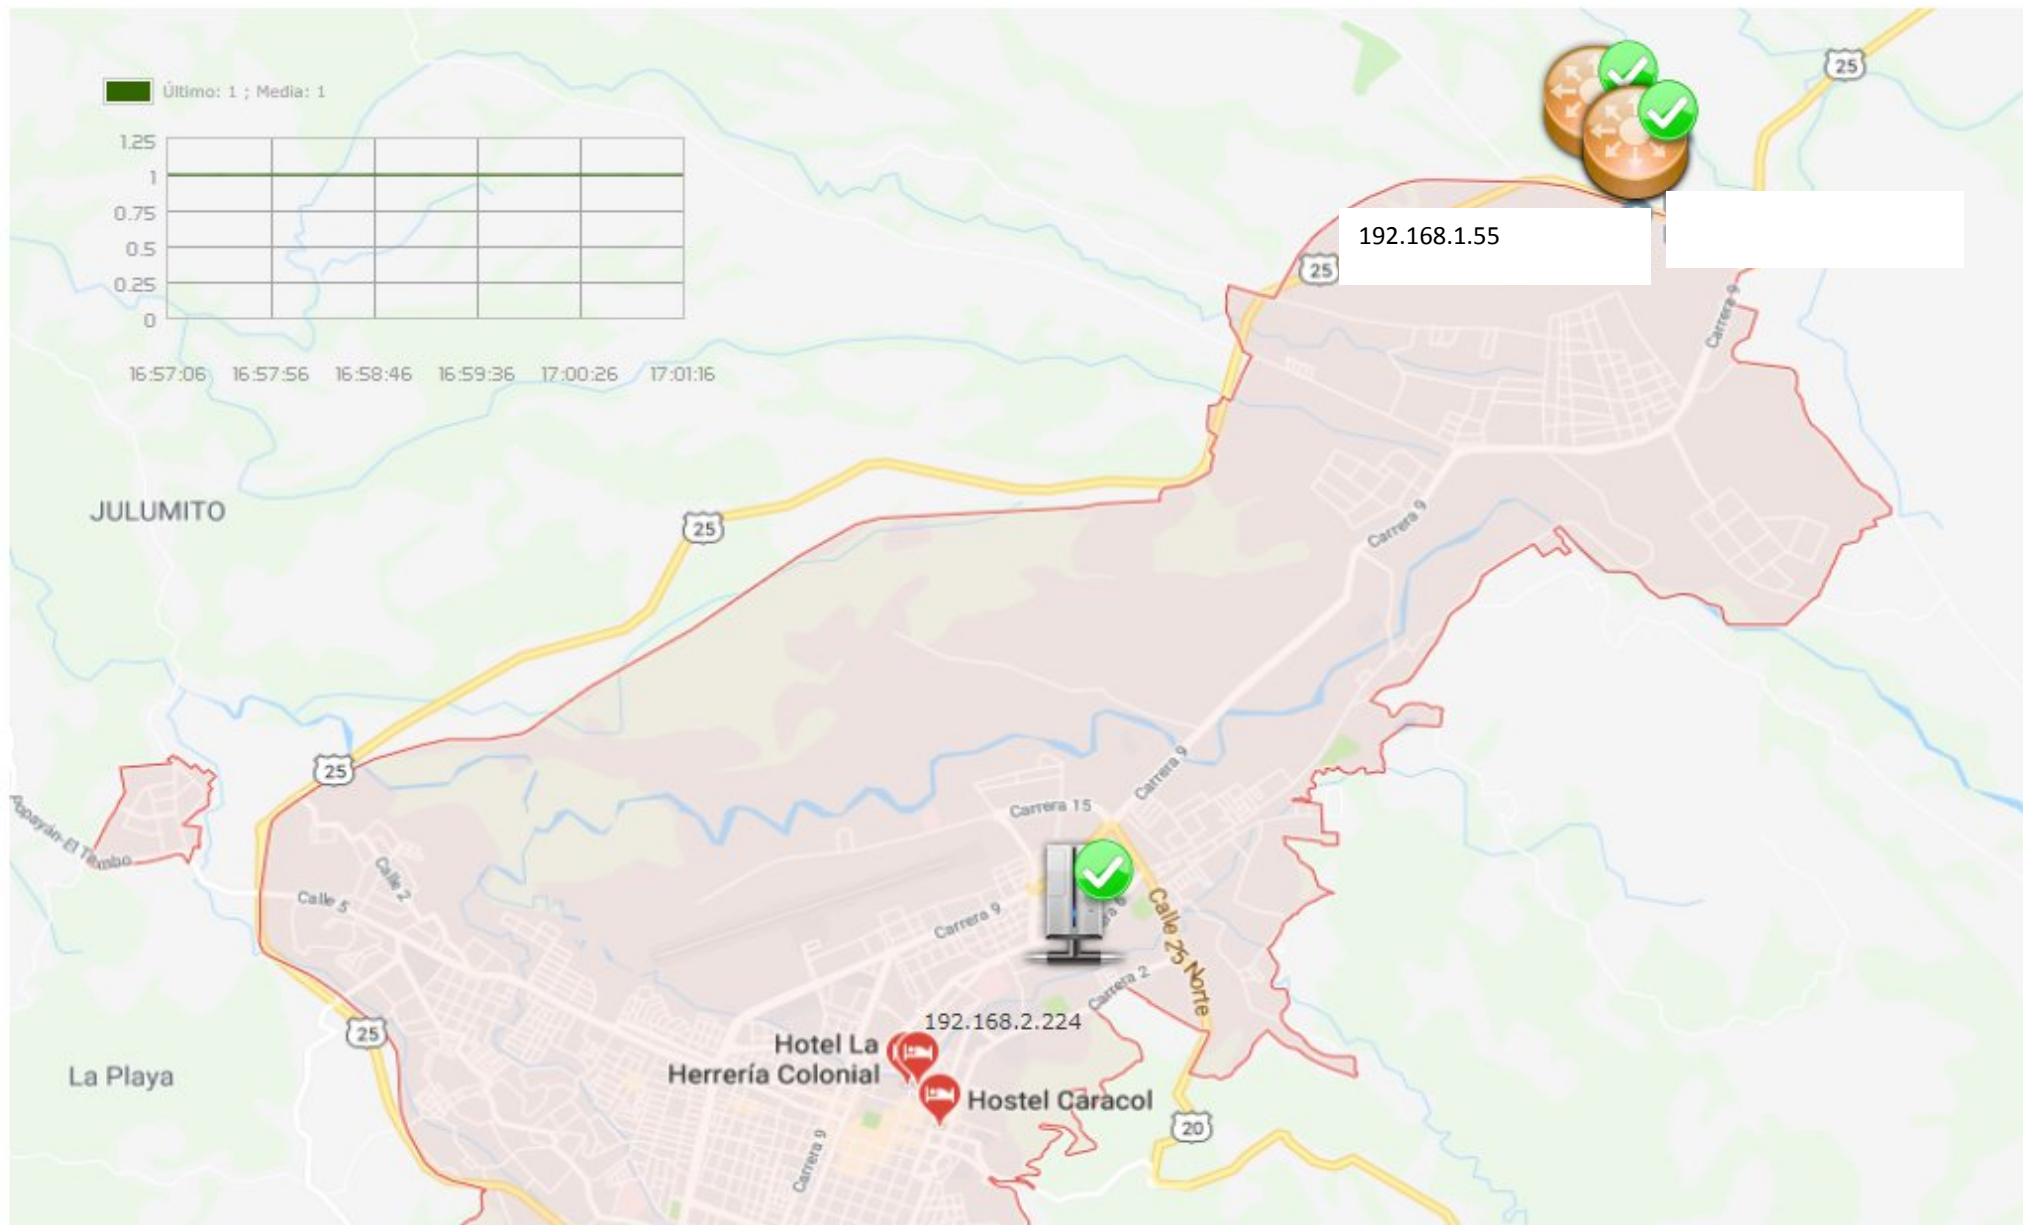 Último: 1 ; Media: 1
1.25
1
0.75
0.5
0.25
0
16:57:06 16:57:56 16:58:46 16:59:36 17:00:26 17:01:16
25
192.168.1.55
25
Carrera 9
JULUMITO
25
Carrera 9
25
Carrera 9
Popayán-El Tambo
Carrera 15
Calle 2
Calle 5
Carrera 9
Calle 25 Norte
Carrera 2
192.168.2.224
25
Hotel La
Herrería Colonial
La Playa
Hostel Caracol
20
Carrera 9